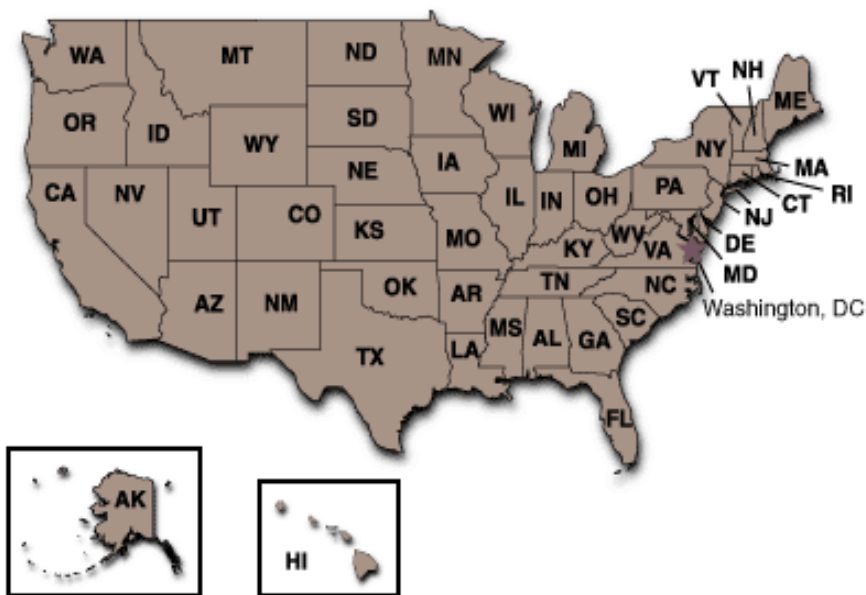 WA
MT
ND
MN
VT
NH
ME
OR
ID
WY
SD
WI
MI
NY
MA
RI
CT
NJ
CA
NV
UT
CO
NE
IA
IL
IN
OH
PA
DE
MD
KS
MO
KY
WV
VA
AZ
NM
OK
AR
TN
NC
Washington, DC
TX
LA
MS
AL
GA
SC
FL
AK
HI